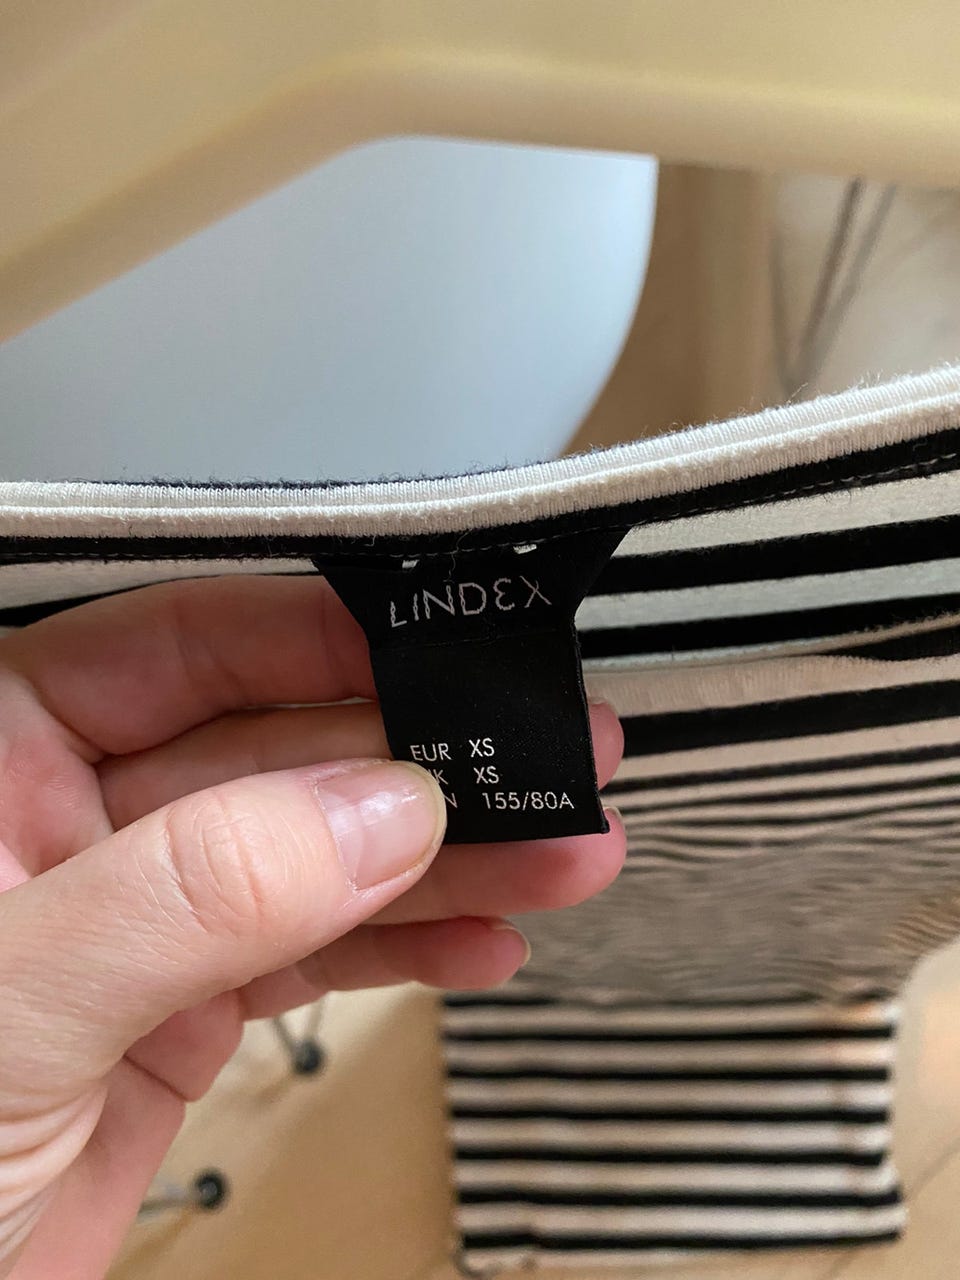 LINDEX
EUR XS
XS
155/80A